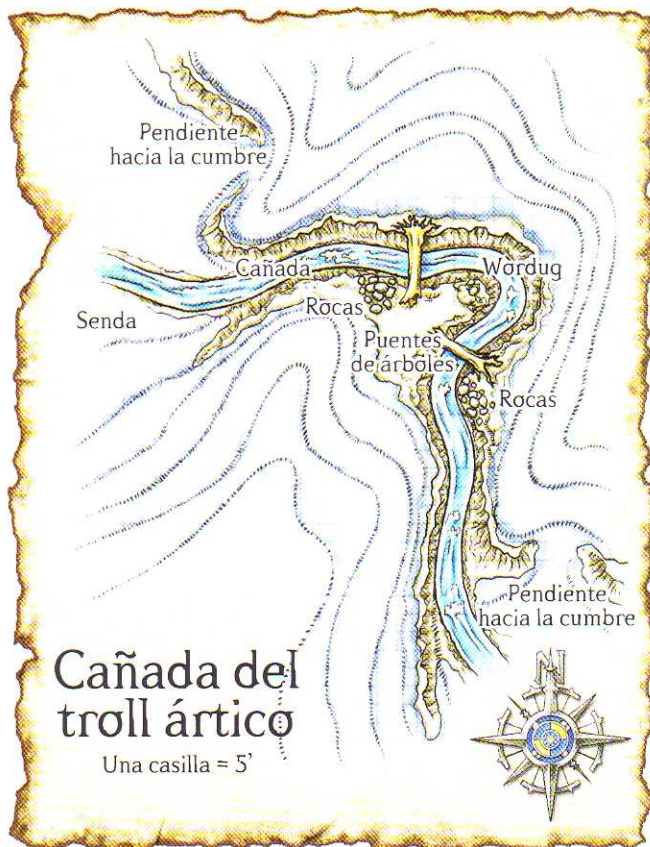 Pendiente
hacia la cumbre
Cañada
Wordug
Senda
Rocas
Puentes
de árboles
Rocas
Pendiente
hacia la cumbre
Cañada del
troll ártico
Una casilla = 5'
N